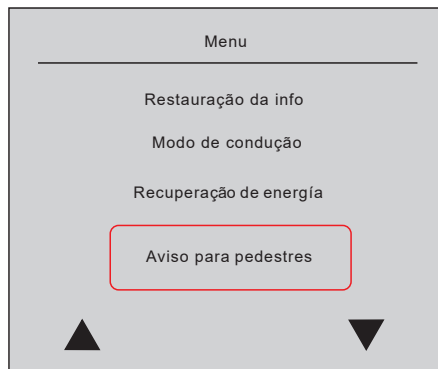 Menu
Restauração da info
Modo de condução
Recuperação de energía
Aviso para pedestres